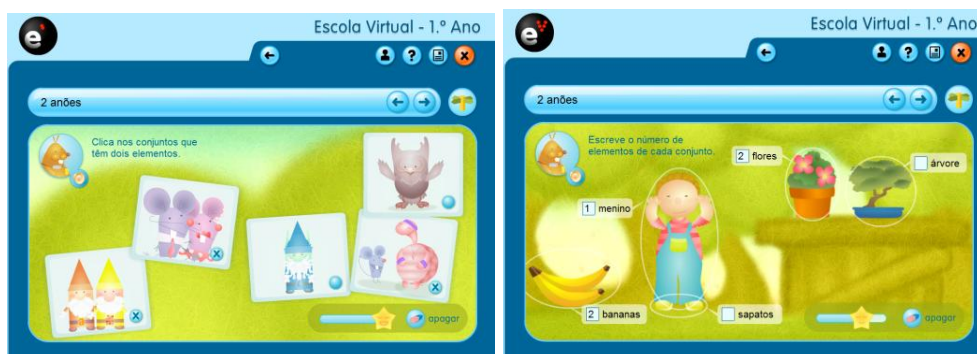 Escola Virtual - 1.º Ano
2 anões
Clica nos conjuntos que
têm dois elementos.
x
x
x
apagar
Escola Virtual - 1.º Ano
2 anões
Escreve o número de
elementos de cada conjunto.
2 flores
árvore
1 menino
2 bananas
sapatos
apagar